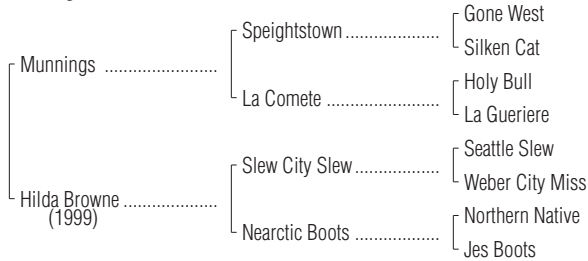 Gone West
Speightstown ....................
Silken Cat
Munnings .......................
Holy Bull
La Comete .......................
La Gueriere
Seattle Slew
Slew City Slew ..................
Weber City Miss
Hilda Browne ...................
(1999)
Northern Native
Nearctic Boots ..................
Jes Boots